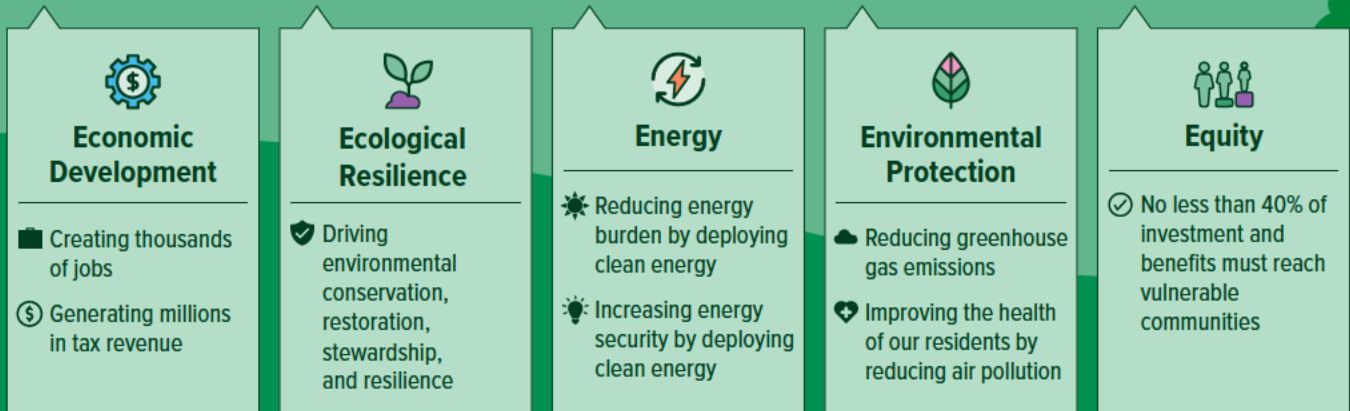 Economic
Development
Creating thousands
of jobs
$ Generating millions
in tax revenue
Ecological
Resilience
Driving
environmental
conservation,
restoration,
stewardship,
and resilience
Energy
Reducing energy
burden by deploying
clean energy
Increasing energy
security by deploying
clean energy
Environmental
Protection
Reducing greenhouse
gas emissions
Improving the health
of our residents by
reducing air pollution
Equity
No less than 40% of
investment and
benefits must reach
vulnerable
communities